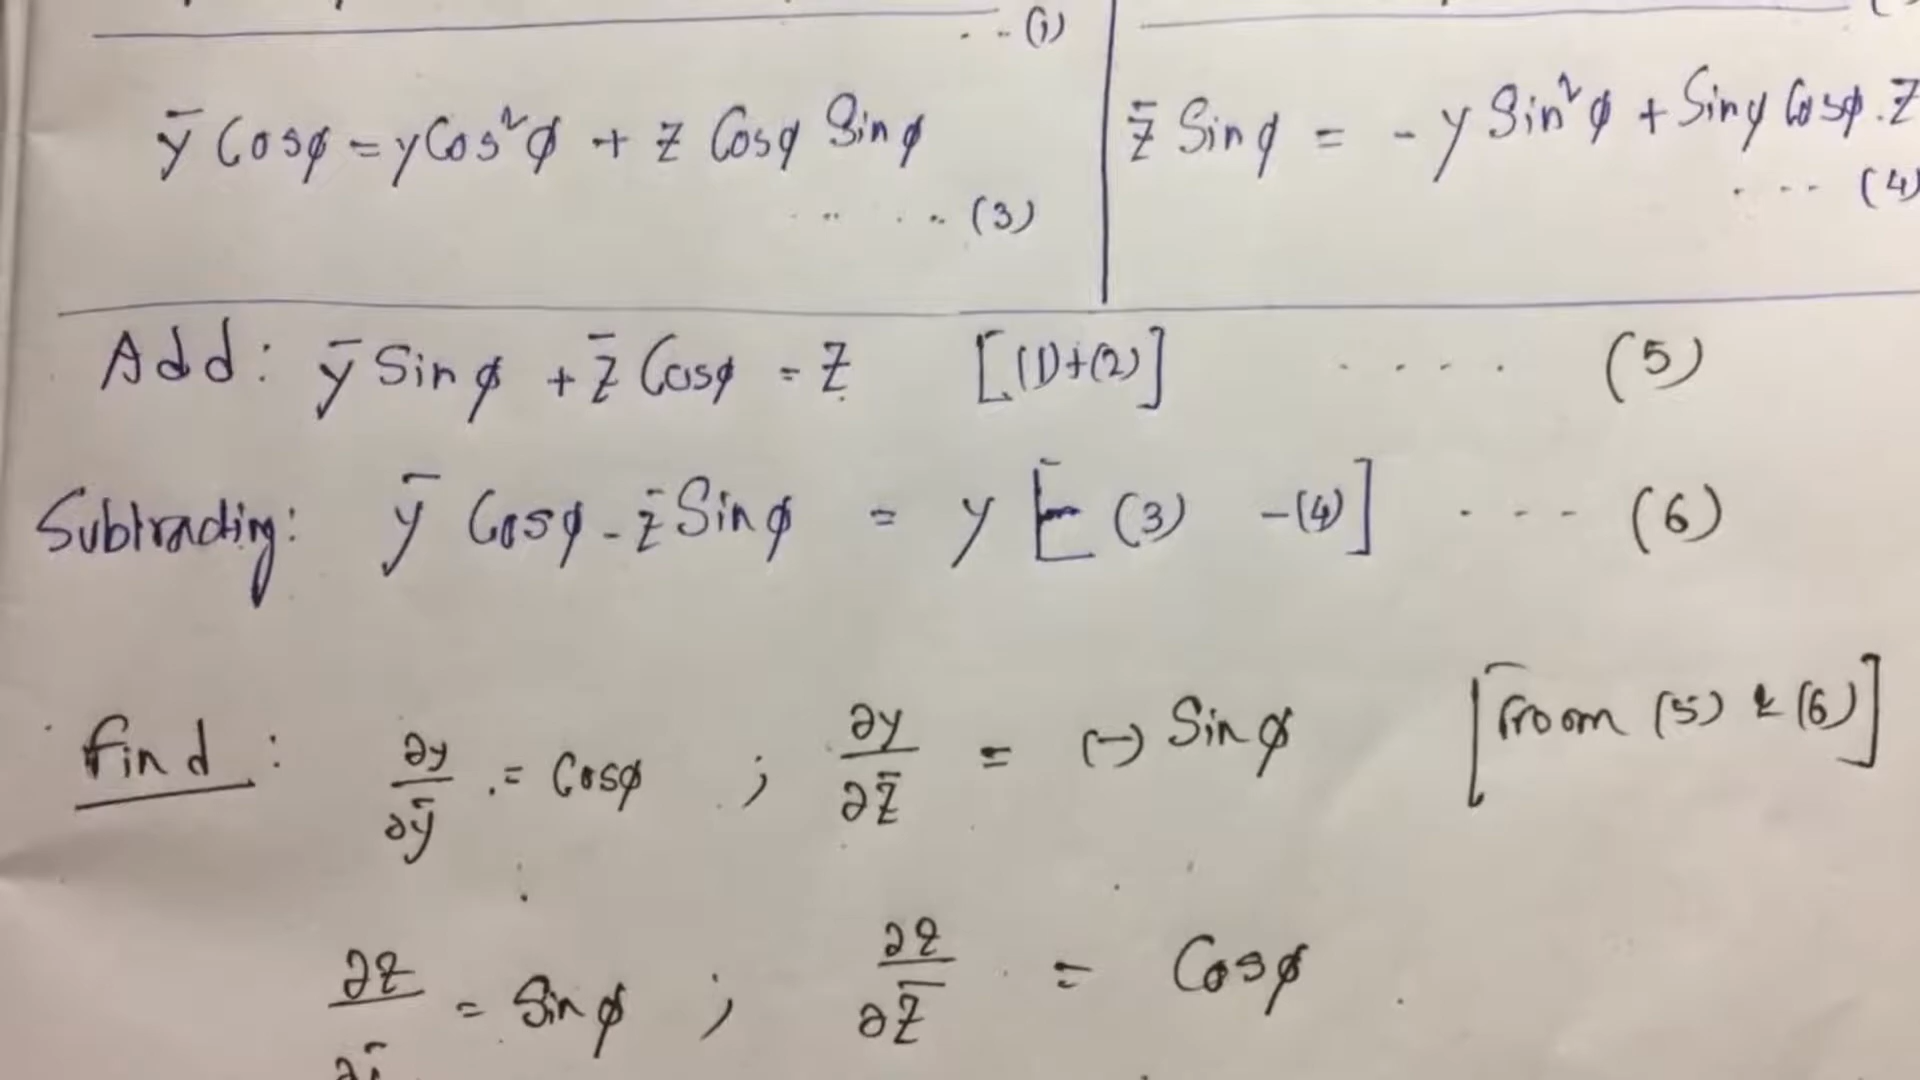 ... (1)
ȳ Cosφ = y Cos²φ + z Cosφ Sinφ
.. .. (3)
z̄ Sinφ = - y Sin²φ + Sinφ Cosφ . z
. -- (4)
Add: ȳ Sinφ + z̄ Cosφ = z [(1)+(2)] ..... (5)
Subtracting: ȳ Cosφ - z̄ Sinφ = y [(3) -(4)] .--- (6)
find : ∂y/∂ȳ = Cosφ ; ∂y/∂z̄ = (-) Sinφ [From (5) & (6)]
∂z/∂ȳ = Sinφ ; ∂z/∂z̄ = Cosφ .